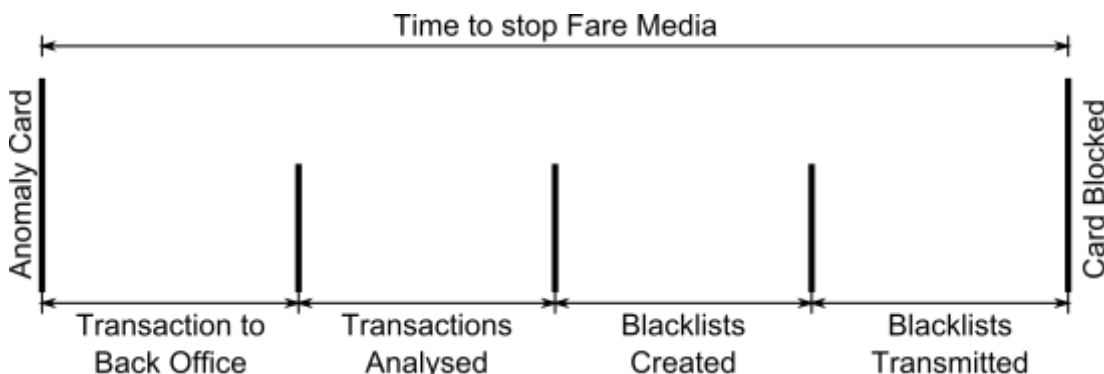 Time to stop Fare Media
Anomaly Card
Card Blocked
Transaction to
Back Office
Transactions
Analysed
Blacklists
Created
Blacklists
Transmitted